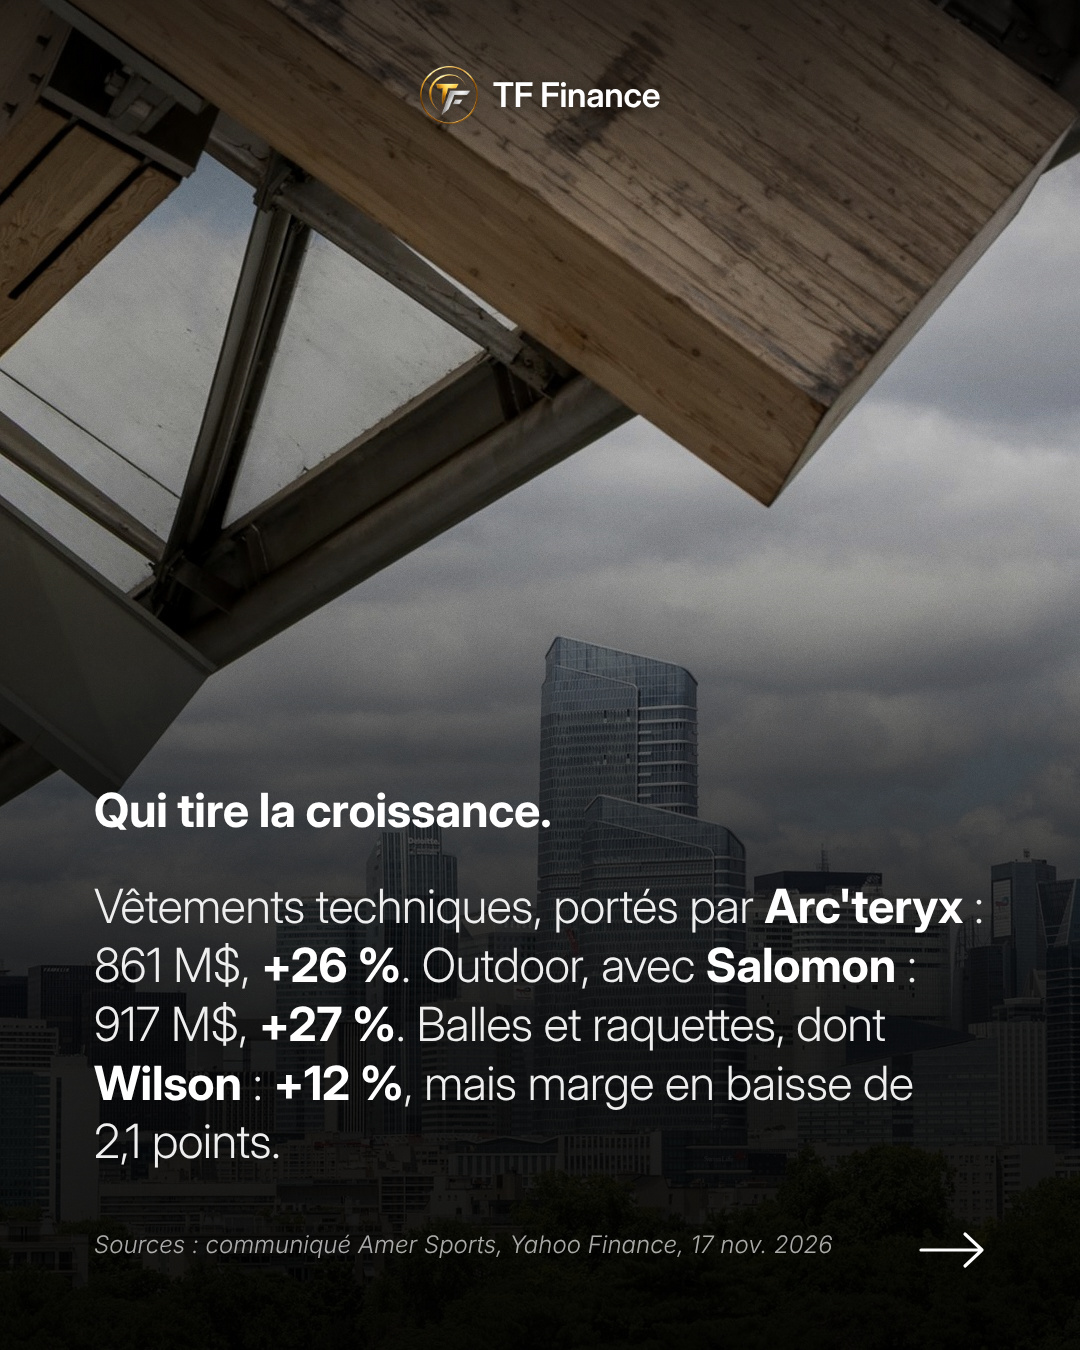 TF Finance
Qui tire la croissance.
Vêtements techniques, portés par Arc'teryx :
861 M$, +26 %. Outdoor, avec Salomon :
917 M$, +27 %. Balles et raquettes, dont
Wilson : +12 %, mais marge en baisse de
2,1 points.
Sources : communiqué Amer Sports, Yahoo Finance, 17 nov. 2026